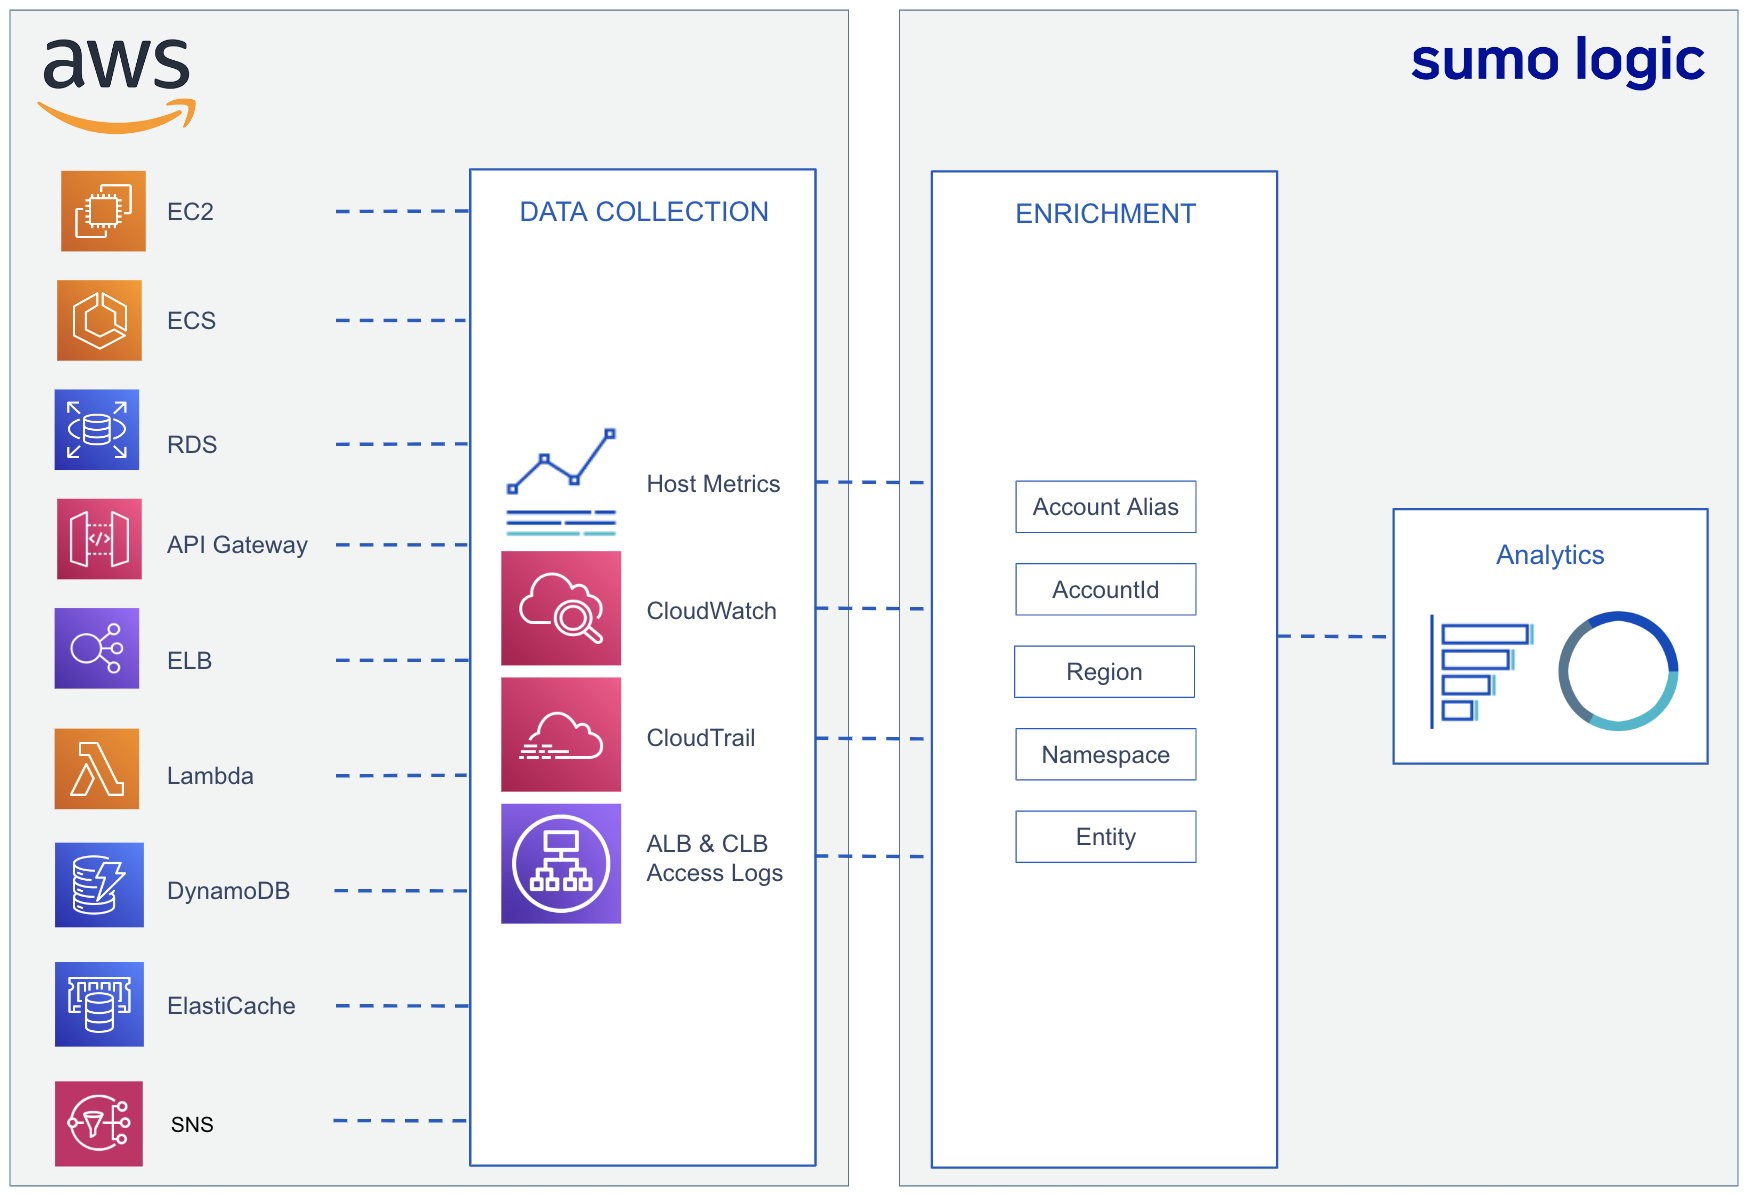 aws
EC2
ECS
RDS
API Gateway
ELB
Lambda
DynamoDB
ElastiCache
SNS
DATA COLLECTION
Host Metrics
CloudWatch
CloudTrail
ALB & CLB
Access Logs
sumo logic
ENRICHMENT
Account Alias
AccountId
Region
Namespace
Entity
Analytics